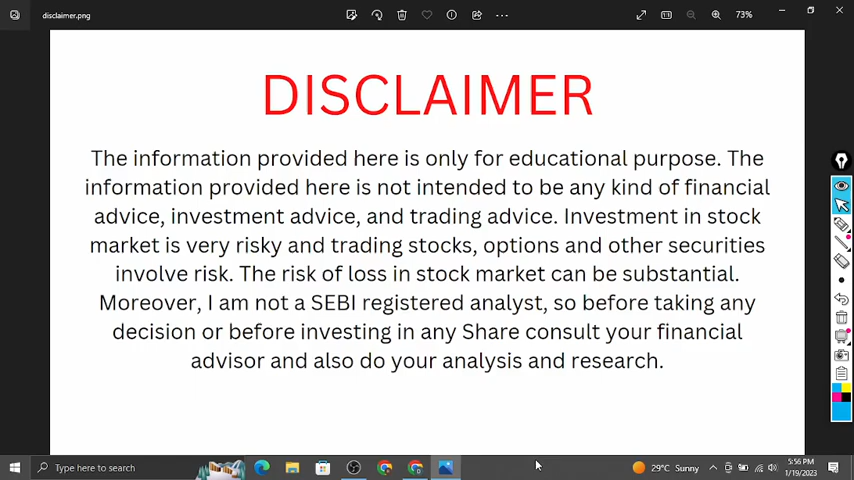 disclaimer.png
73%
DISCLAIMER
The information provided here is only for educational purpose. The
information provided here is not intended to be any kind of financial
advice, investment advice, and trading advice. Investment in stock
market is very risky and trading stocks, options and other securities
involve risk. The risk of loss in stock market can be substantial.
Moreover, I am not a SEBI registered analyst, so before taking any
decision or before investing in any Share consult your financial
advisor and also do your analysis and research.
Type here to search
29°C Sunny
5:56 PM
1/19/2023